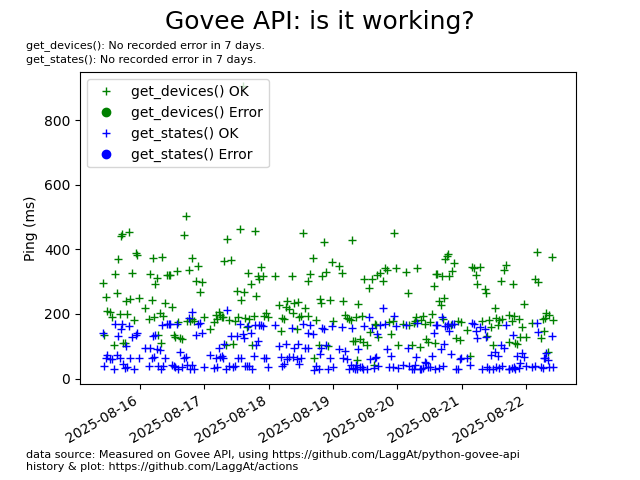 Govee API: is it working?
get_devices(): No recorded error in 7 days.
get_states(): No recorded error in 7 days.
get_devices() OK
get_devices() Error
get_states() OK
get_states() Error
Ping (ms)
800
600
400
200
0
2025-08-16
2025-08-17
2025-08-18
2025-08-19
2025-08-20
2025-08-21
2025-08-22
data source: Measured on Govee API, using https://github.com/LaggAt/python-govee-api
history & plot: https://github.com/LaggAt/actions